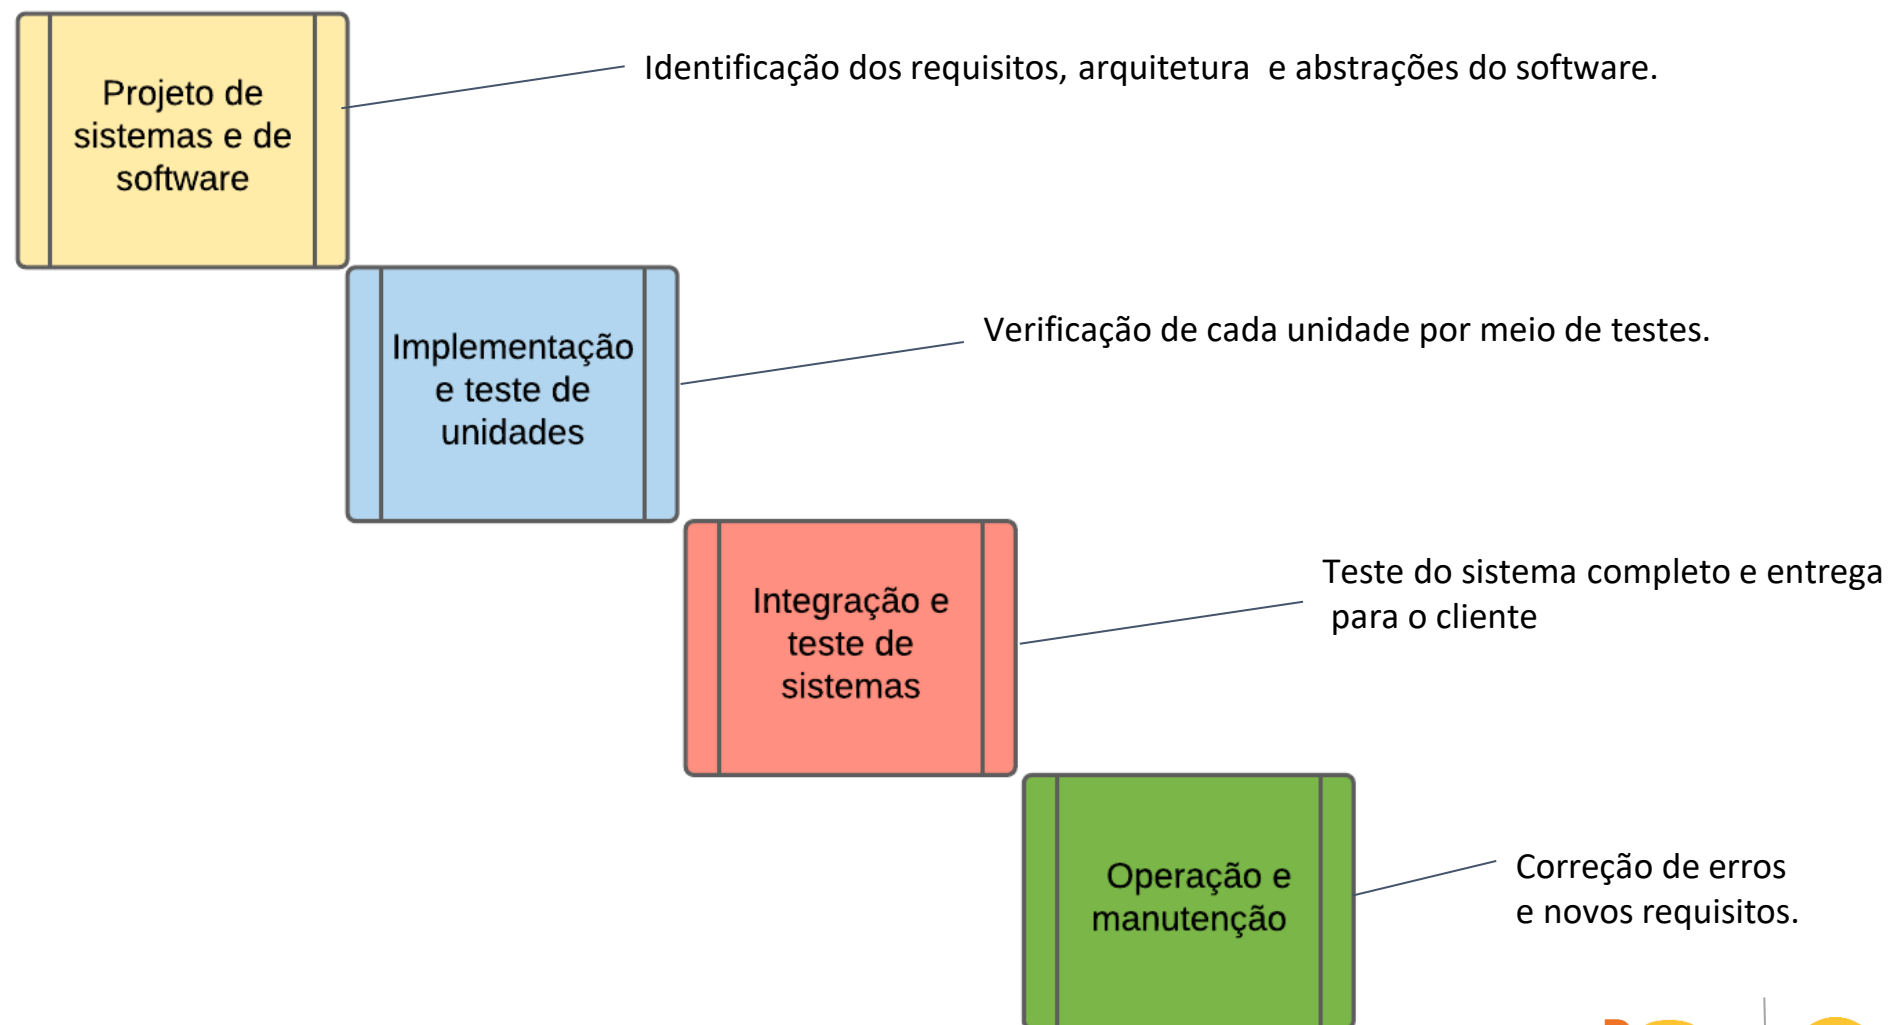 Projeto de
sistemas e de
software
Identificação dos requisitos, arquitetura  e abstrações do software.
Implementação
e teste de
unidades
Verificação de cada unidade por meio de testes.
Integração e
teste de
sistemas
Teste do sistema completo e entrega
para o cliente
Operação e
manutenção
Correção de erros
e novos requisitos.